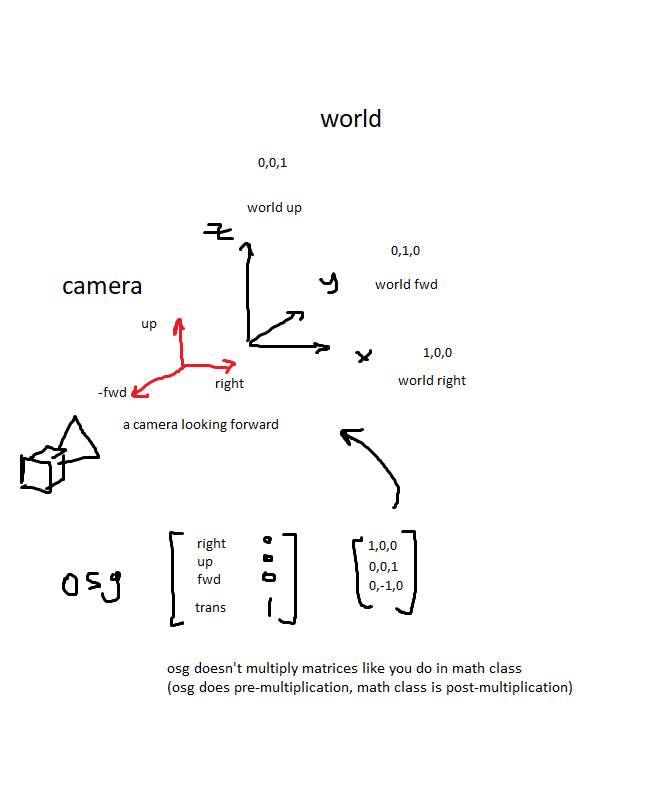 world
0,0,1
world up
z
0,1,0
y
world fwd
camera
up
x
1,0,0
world right
right
-fwd
a camera looking forward
right 0
up 0
fwd 0
trans 1
1,0,0
0,0,1
0,-1,0
osg
osg doesn't multiply matrices like you do in math class
(osg does pre-multiplication, math class is post-multiplication)